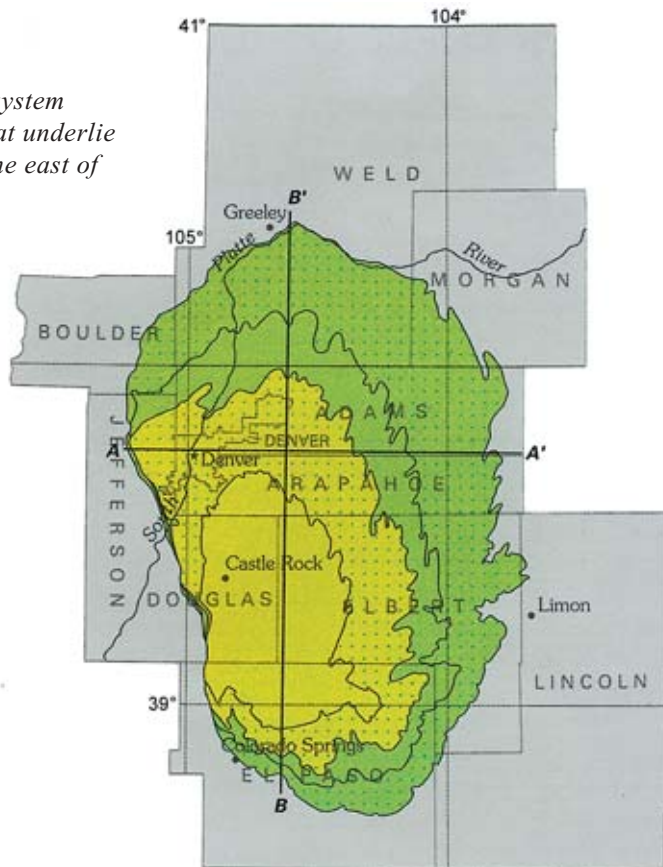 41°
104°
ystem
at underlie
ne east of
WELD
B'
Greeley
105°
Platte
River
MORGAN
BOULDER
ADAMS
JEFFERSON
A
DENVER
Denver
A'
ARAPAHOE
South
Castle Rock
DOUGLAS
ELBERT
Limon
LINCOLN
39°
Colorado Springs
EL PASO
B